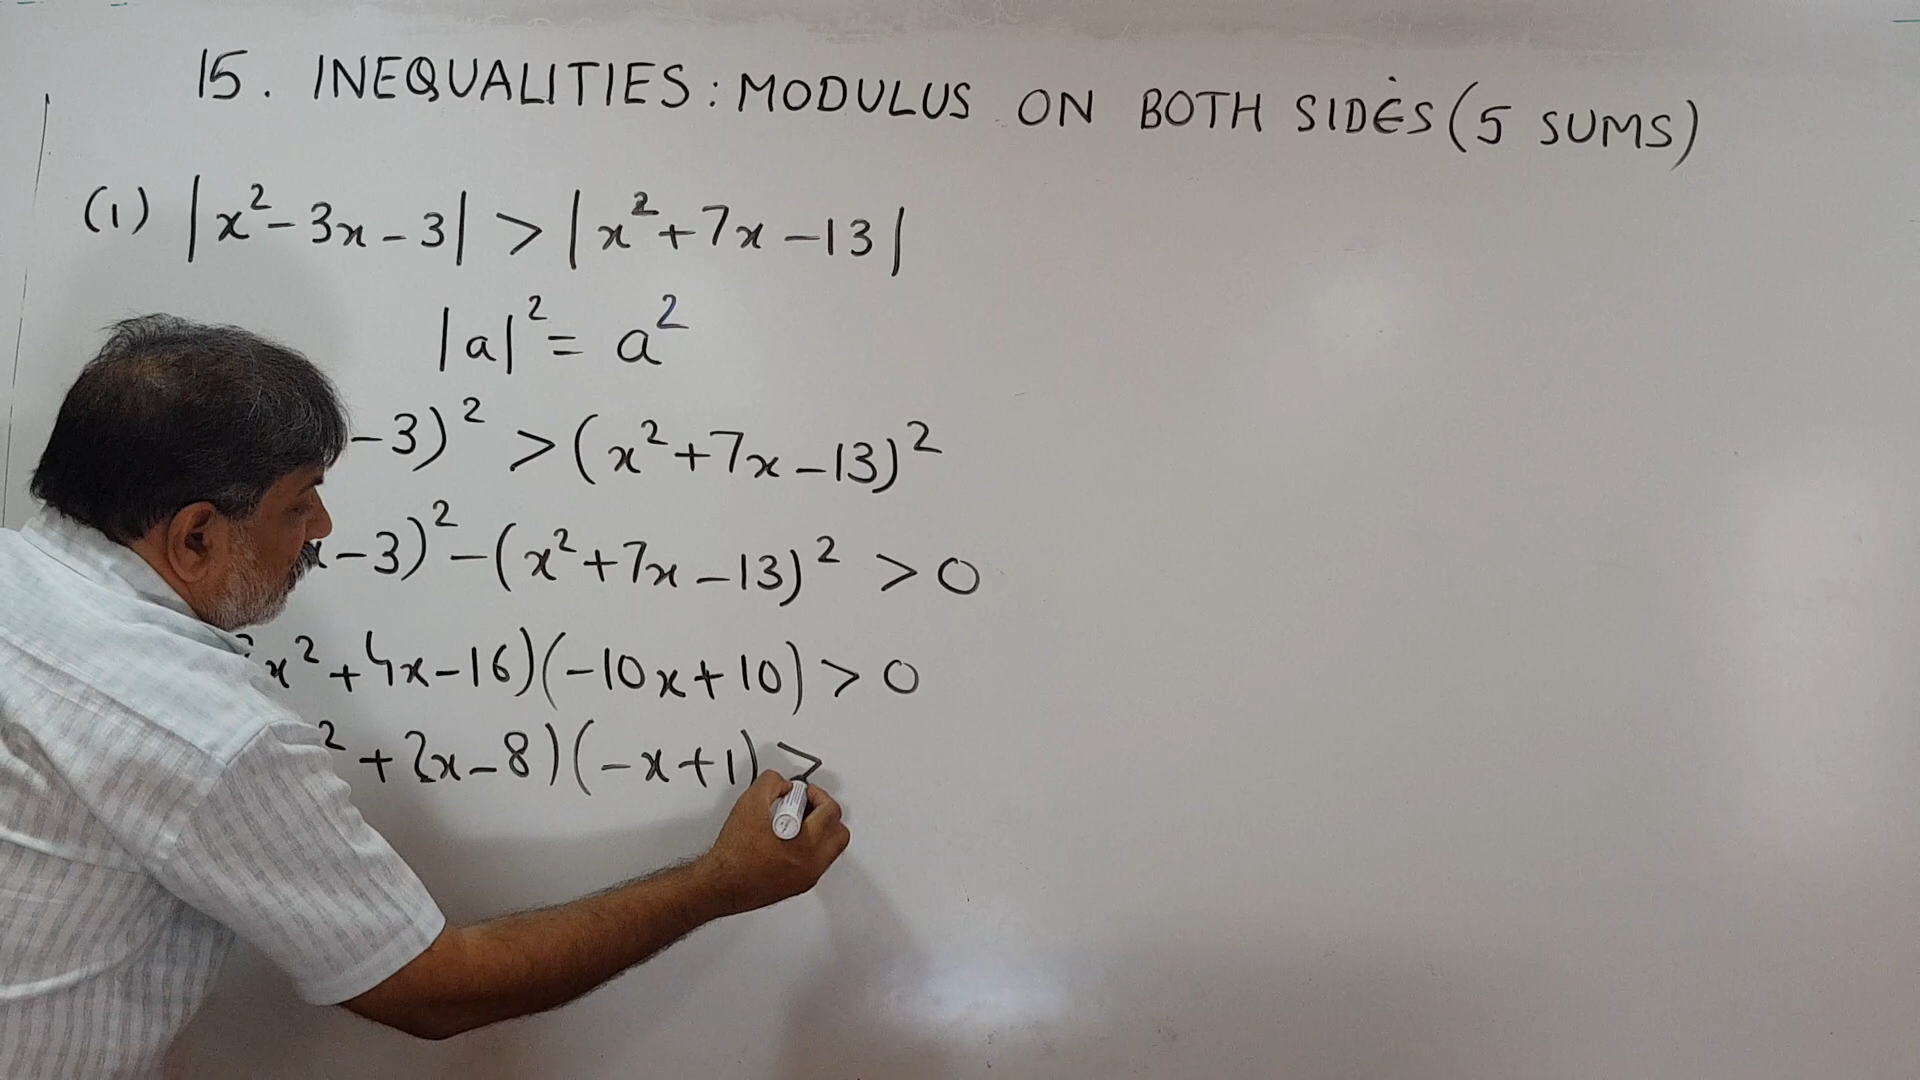 15. INEQUALITIES: MODULUS ON BOTH SIDES (5 SUMS)
(1) |x² - 3x - 3| > |x² + 7x - 13|
|a|² = a²
- 3)² > (x² + 7x - 13)²
x - 3)² - (x² + 7x - 13)² > 0
x² + 4x - 16)(-10x + 10) > 0
² + 2x - 8)(-x + 1) >